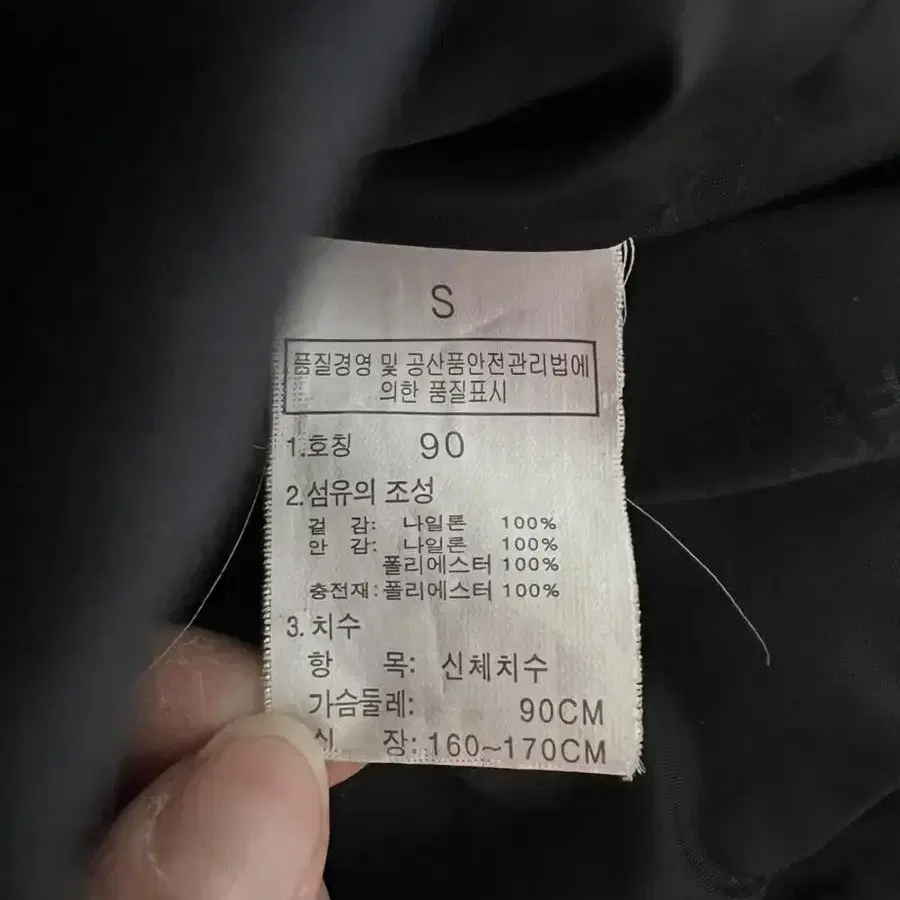 S
품질경영 및 공산품안전관리법에
의한 품질표시
1.호칭 90
2.섬유의 조성
겉 감: 나일론 100%
안 감: 나일론 100%
폴리에스터 100%
충전재: 폴리에스터 100%
3.치수
항 목: 신체치수
가슴둘레: 90CM
신 장: 160~170CM